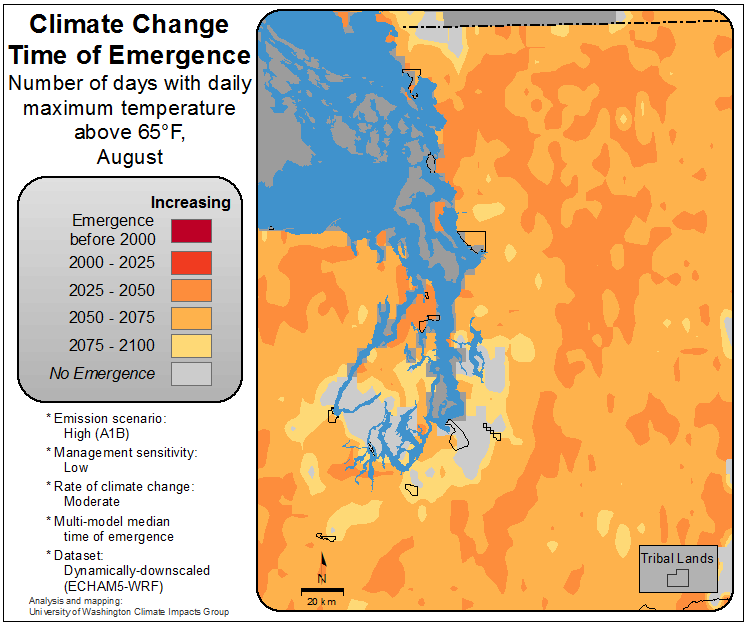 Climate Change
Time of Emergence
Number of days with daily
maximum temperature
above 65°F,
August
Increasing
Emergence
before 2000
2000 - 2025
2025 - 2050
2050 - 2075
2075 - 2100
No Emergence
* Emission scenario:
High (A1B)
* Management sensitivity:
Low
* Rate of climate change:
Moderate
* Multi-model median
time of emergence
* Dataset:
Dynamically-downscaled
(ECHAM5-WRF)
Analysis and mapping:
University of Washington Climate Impacts Group
N
20 km
Tribal Lands